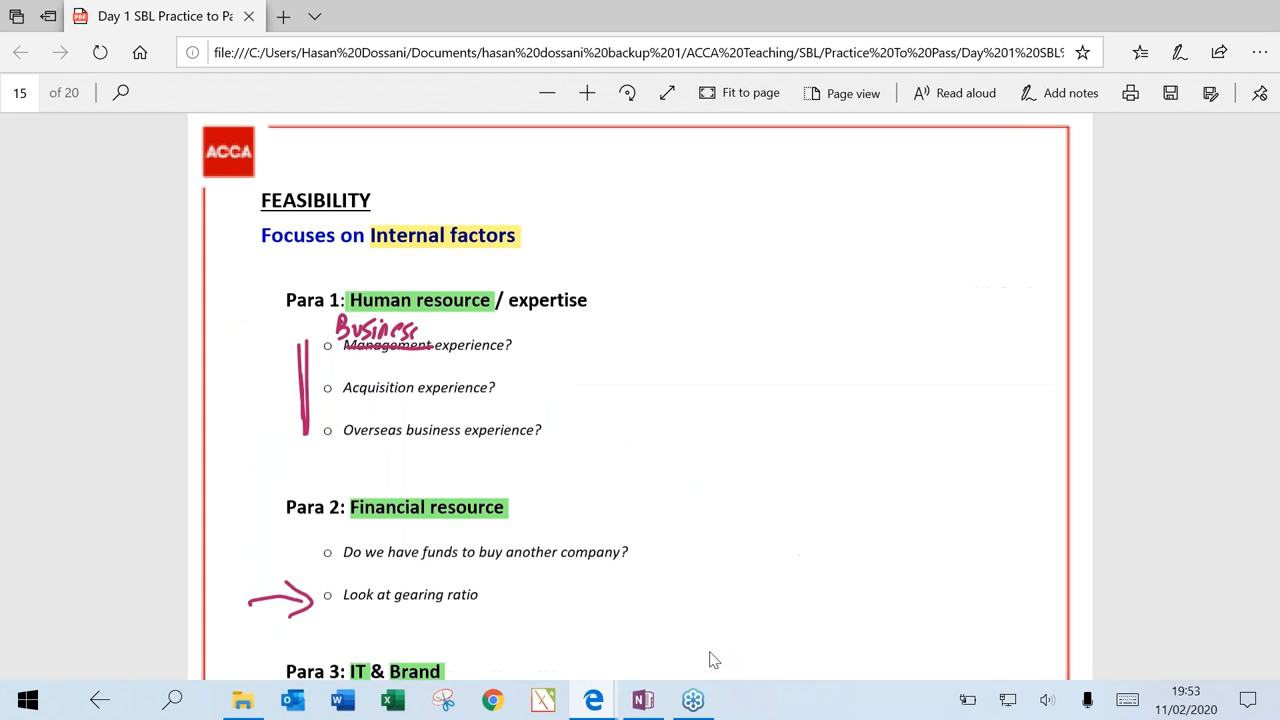 Day 1 SBL Practice to Pa
file:///C:/Users/Hasan%20Dossani/Documents/hasan%20dossani%20backup%201/ACCA%20Teaching/SBL/Practice%20To%20Pass/Day%201%20SBL%
15 of 20 Fit to page Page view Read aloud Add notes
ACCA
FEASIBILITY
Focuses on Internal factors
Para 1: Human resource / expertise
Business
o Management experience?
o Acquisition experience?
o Overseas business experience?
Para 2: Financial resource
o Do we have funds to buy another company?
o Look at gearing ratio
Para 3: IT & Brand
19:53
11/02/2020